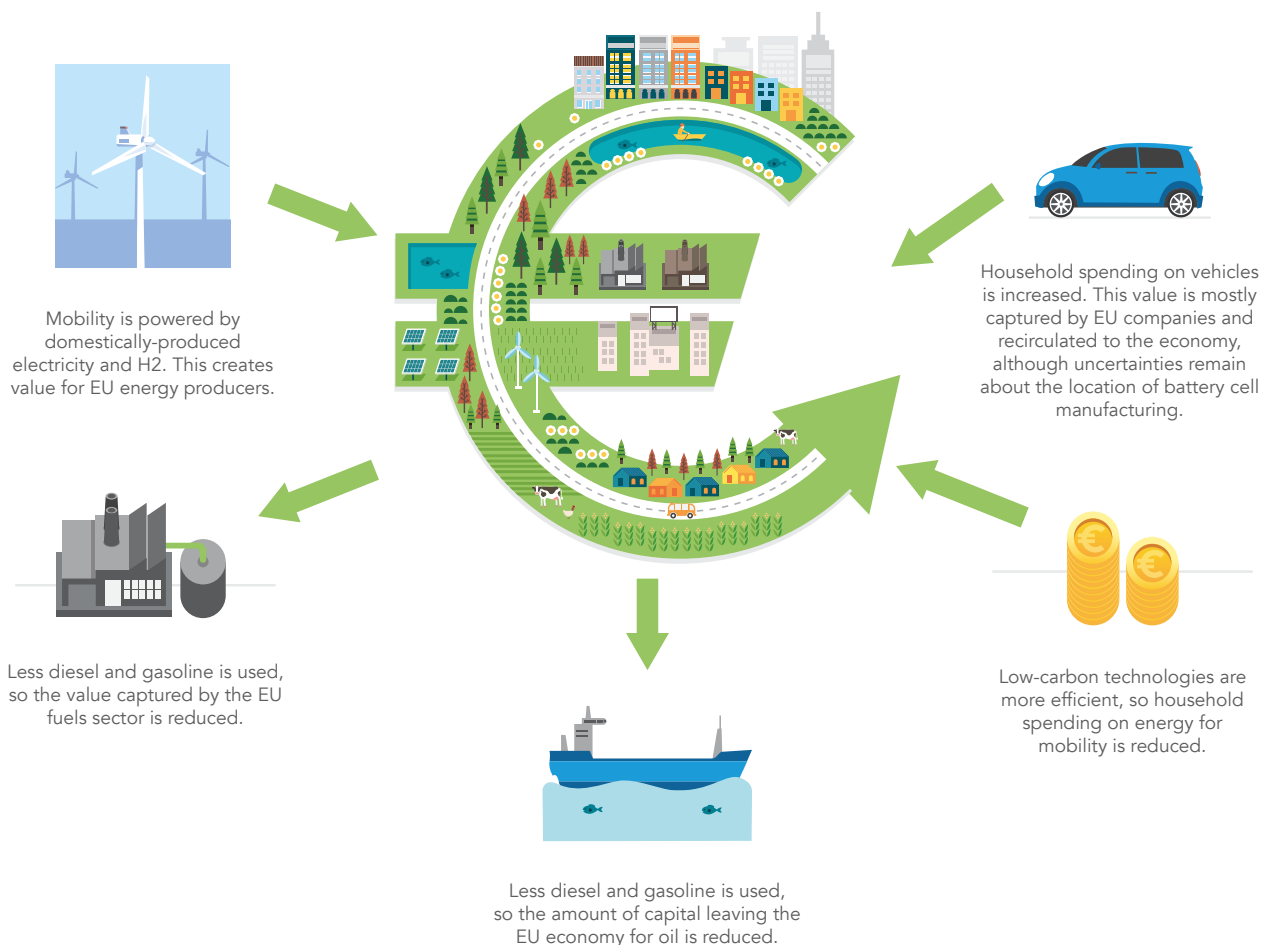 Mobility is powered by
domestically-produced
electricity and H2. This creates
value for EU energy producers.
Household spending on vehicles
is increased. This value is mostly
captured by EU companies and
recirculated to the economy,
although uncertainties remain
about the location of battery cell
manufacturing.
Less diesel and gasoline is used,
so the value captured by the EU
fuels sector is reduced.
€
€
Low-carbon technologies are
more efficient, so household
spending on energy for
mobility is reduced.
Less diesel and gasoline is used,
so the amount of capital leaving the
EU economy for oil is reduced.